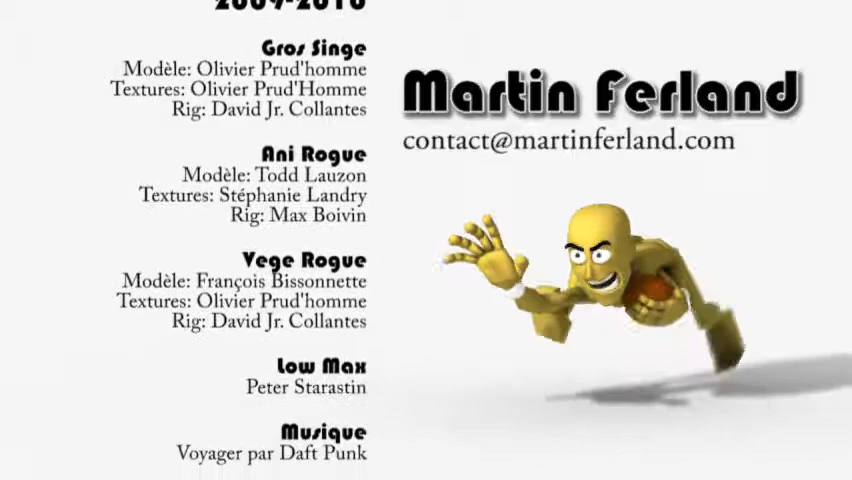 2009-2010
Gros Singe
Modèle: Olivier Prud'homme
Textures: Olivier Prud'Homme
Rig: David Jr. Collantes
Ani Rogue
Modèle: Todd Lauzon
Textures: Stéphanie Landry
Rig: Max Boivin
Vege Rogue
Modèle: François Bissonnette
Textures: Olivier Prud'homme
Rig: David Jr. Collantes
Low Max
Peter Starastin
Musique
Voyager par Daft Punk
Martin Ferland
contact@martinferland.com